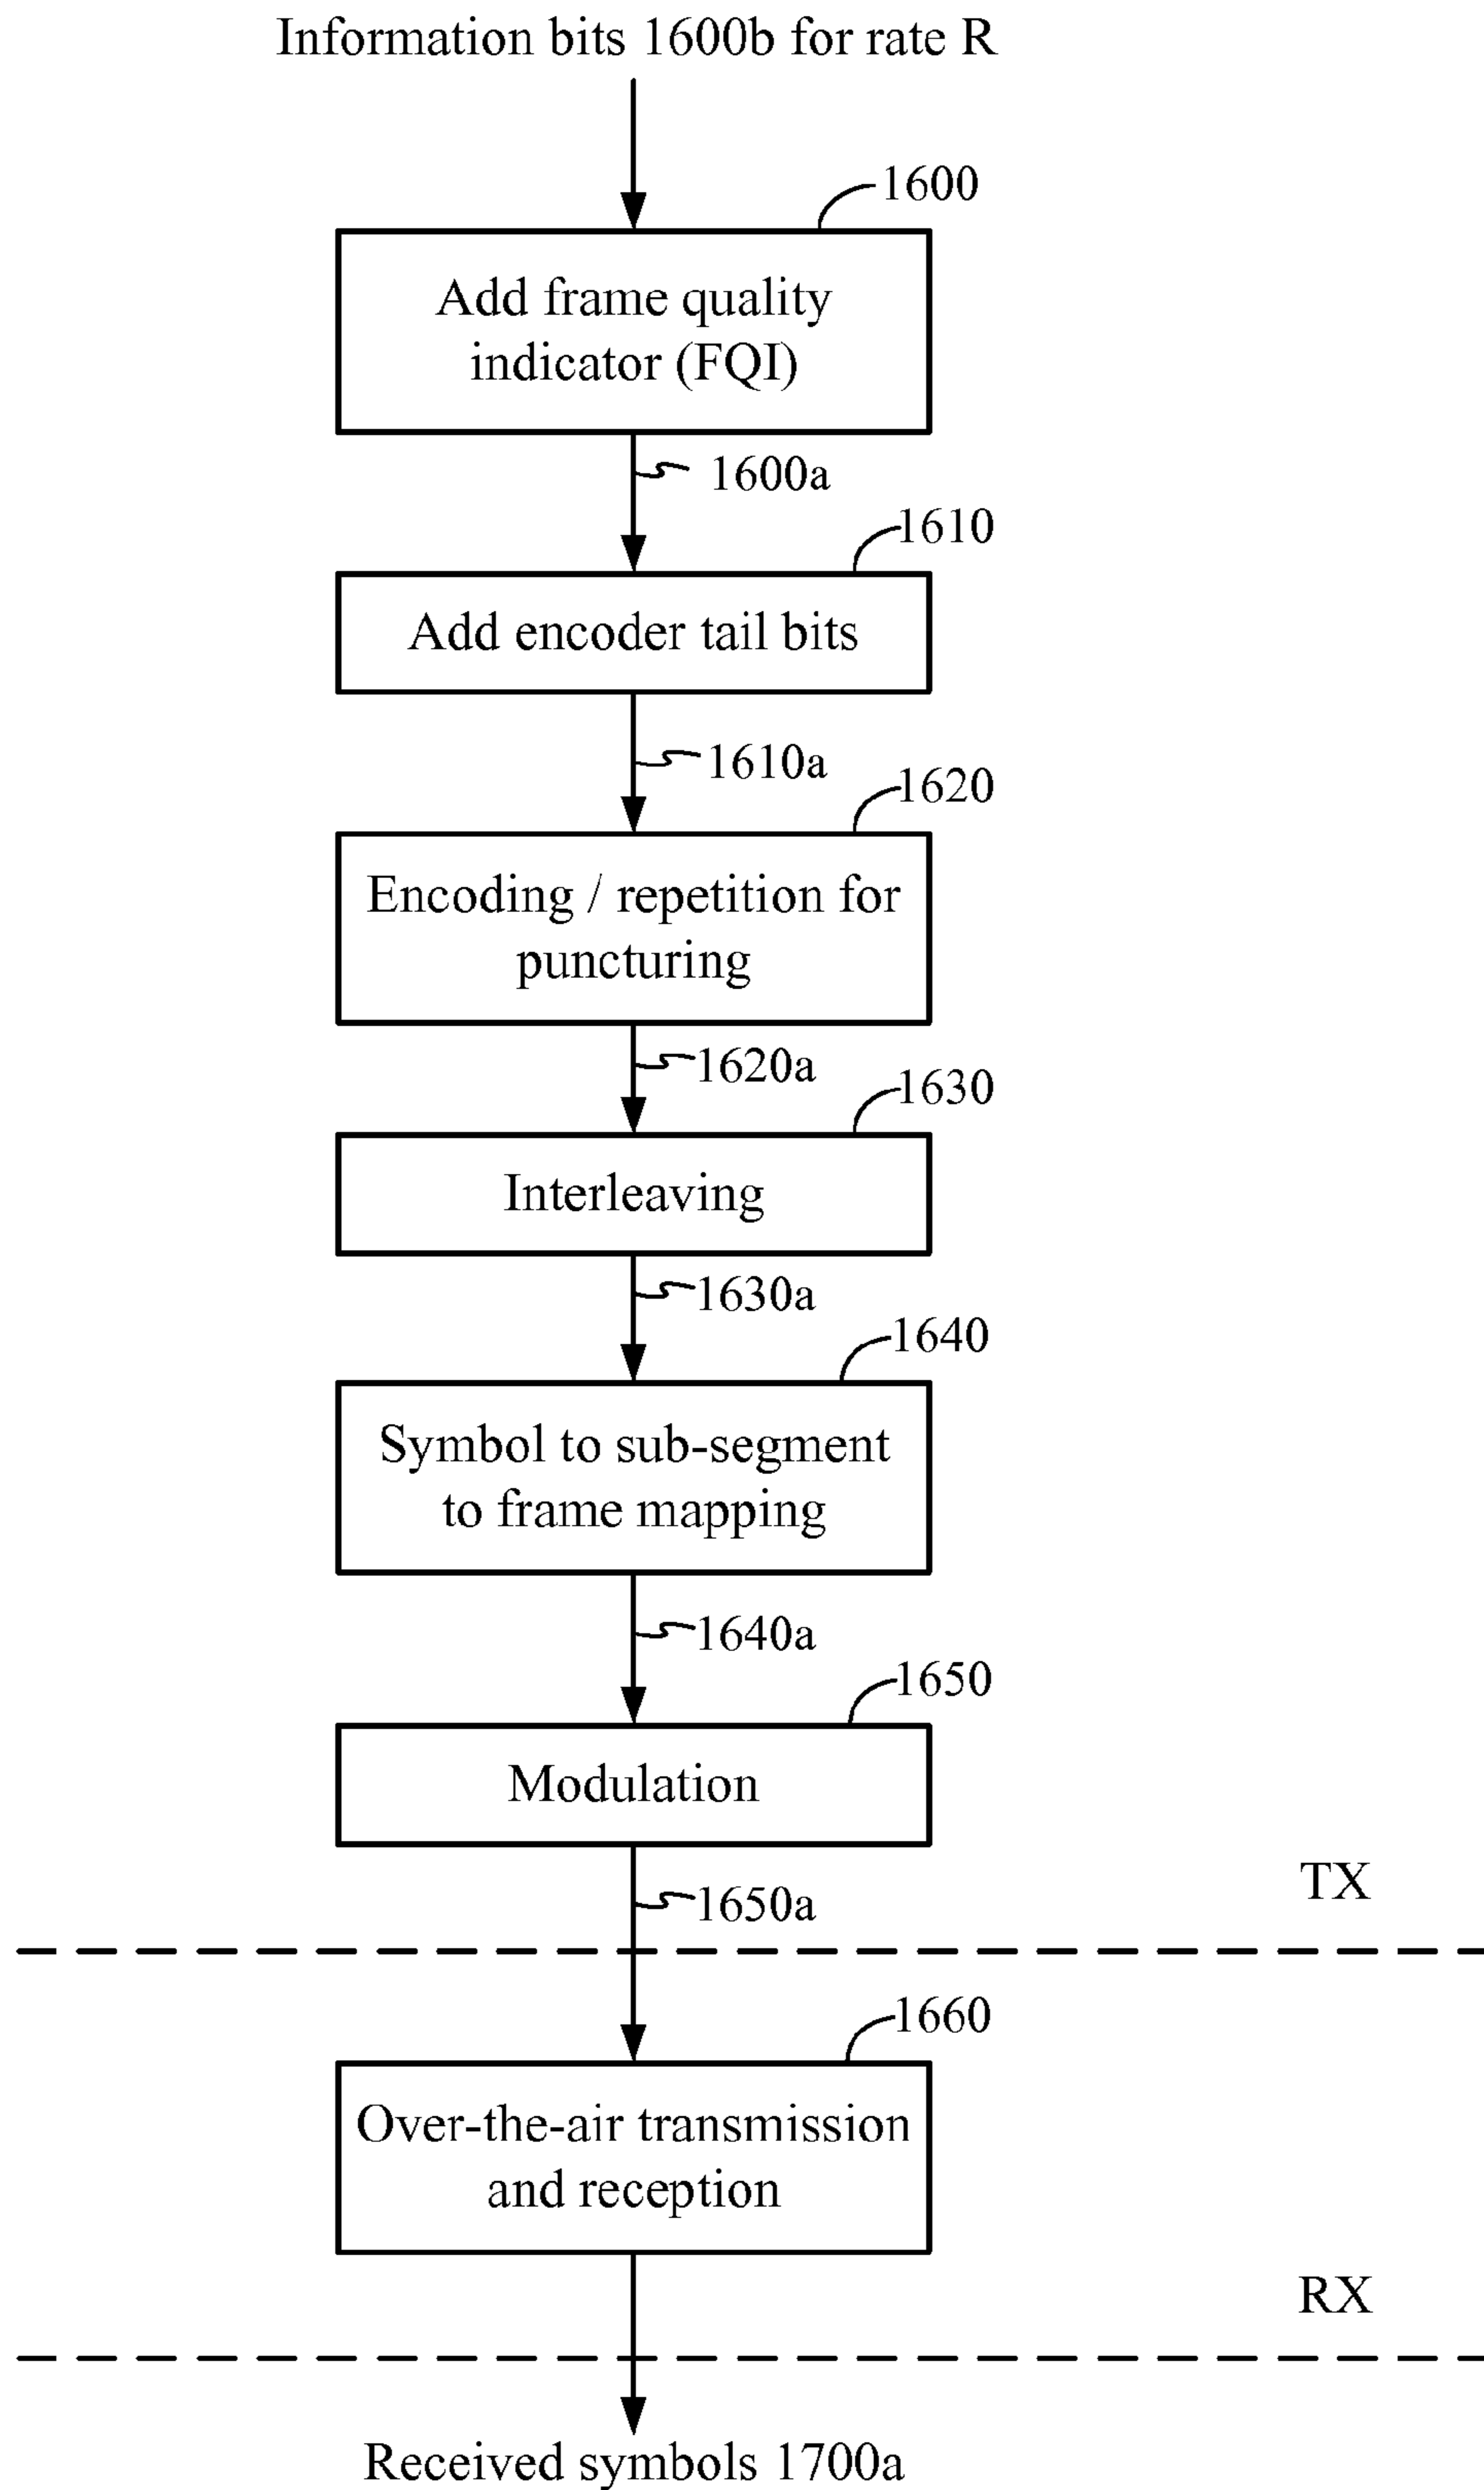 Information bits 1600b for rate R
1600
Add frame quality
indicator (FQI)
1600a
1610
Add encoder tail bits
1610a
1620
Encoding / repetition for
puncturing
1620a
1630
Interleaving
1630a
1640
Symbol to sub-segment
to frame mapping
1640a
1650
Modulation
TX
1650a
1660
Over-the-air transmission
and reception
RX
Received symbols 1700a